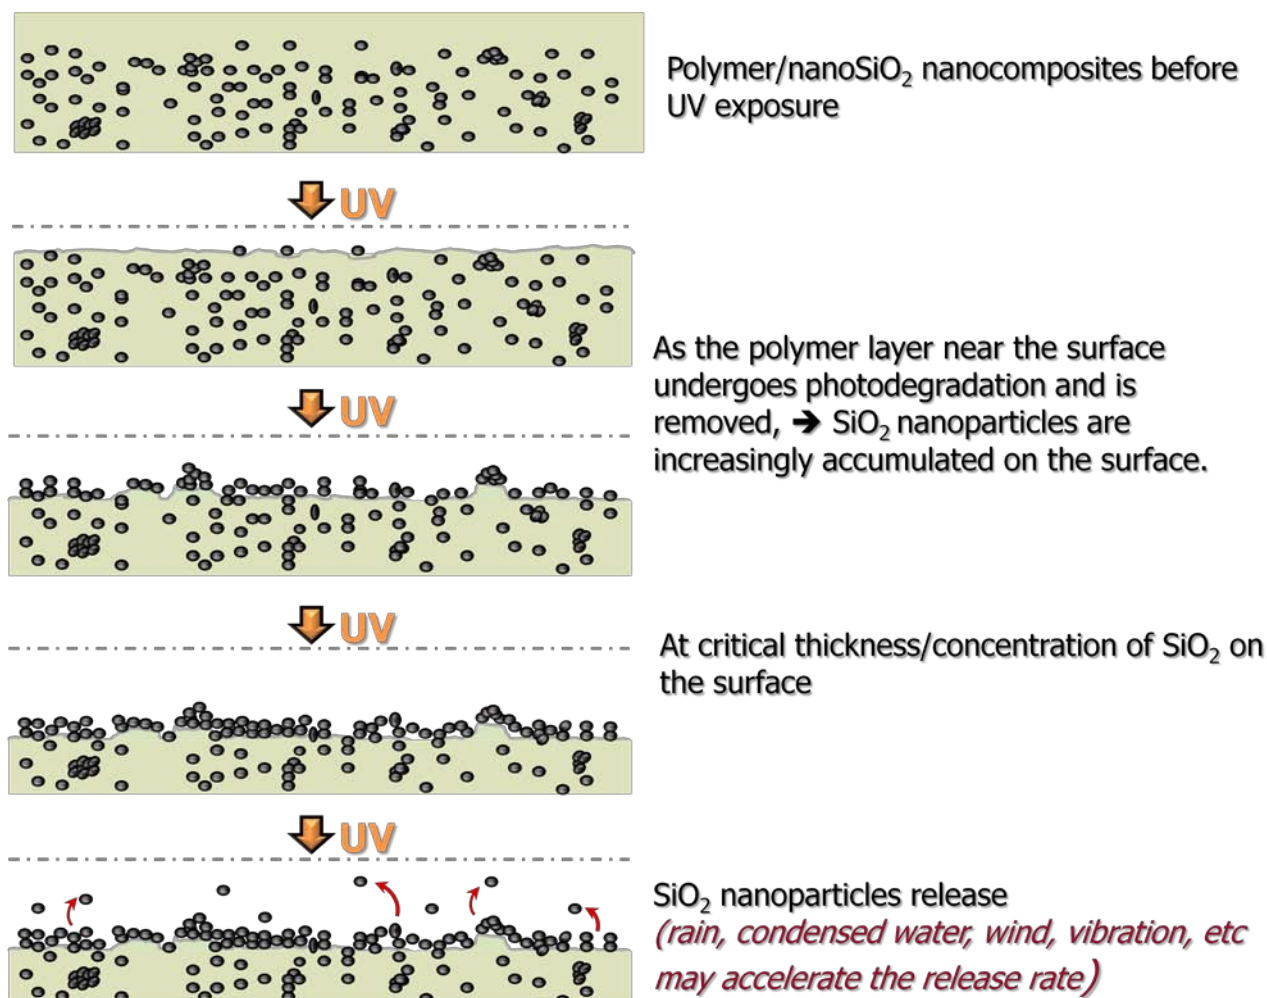 Polymer/nanoSiO₂ nanocomposites before
UV exposure
UV
As the polymer layer near the surface
undergoes photodegradation and is
removed, ➔ SiO₂ nanoparticles are
increasingly accumulated on the surface.
UV
UV
At critical thickness/concentration of SiO₂ on
the surface
UV
SiO₂ nanoparticles release
(rain, condensed water, wind, vibration, etc
may accelerate the release rate)